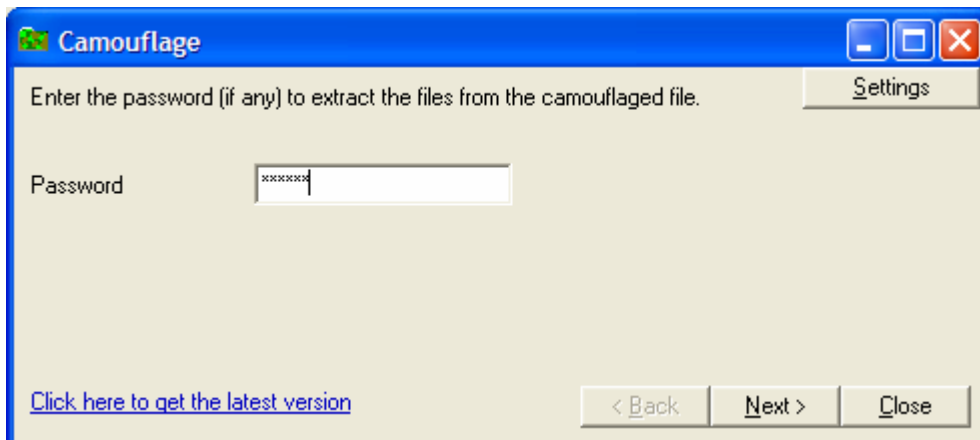 Camouflage
Enter the password (if any) to extract the files from the camouflaged file.
Settings
Password
xxxxxx
Click here to get the latest version
< Back
Next >
Close